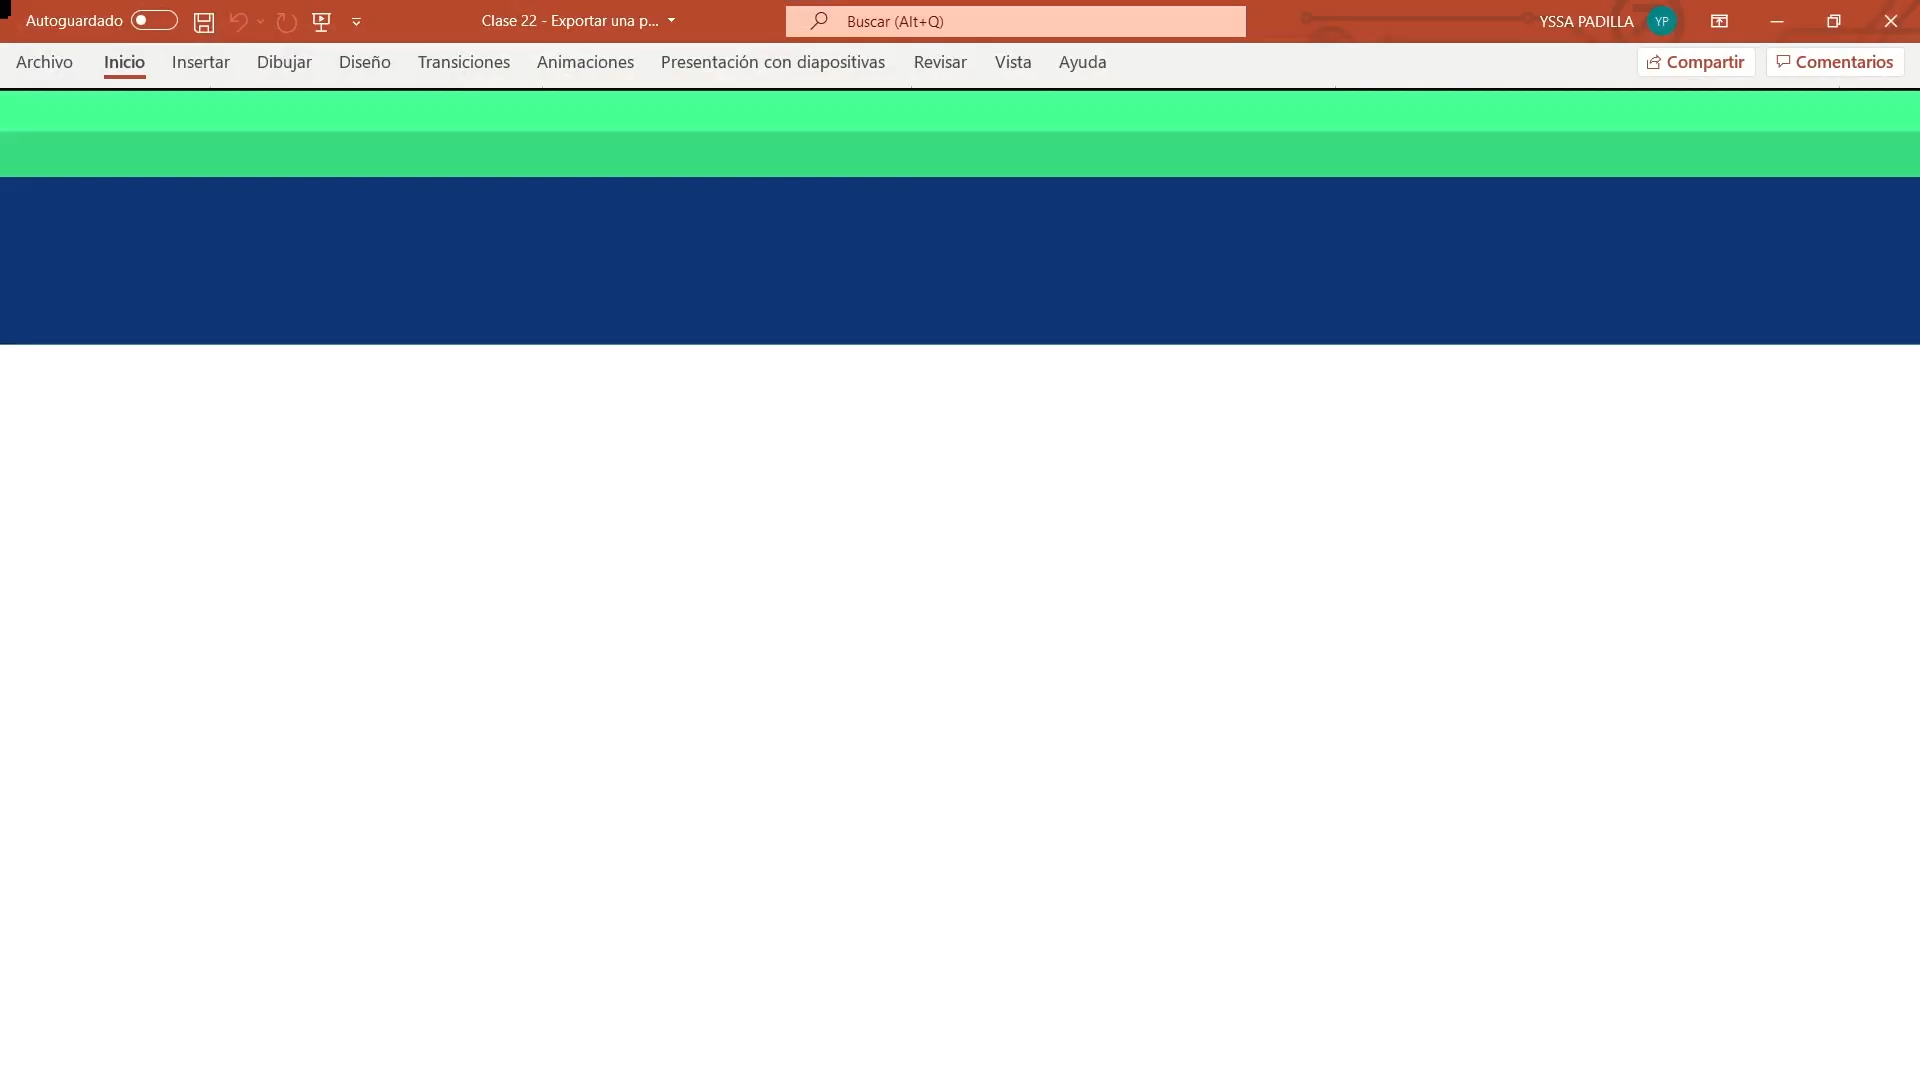 Autoguardado
Clase 22 - Exportar una p...
Buscar (Alt+Q)
YSSA PADILLA
YP
Archivo
Inicio
Insertar
Dibujar
Diseño
Transiciones
Animaciones
Presentación con diapositivas
Revisar
Vista
Ayuda
Compartir
Comentarios